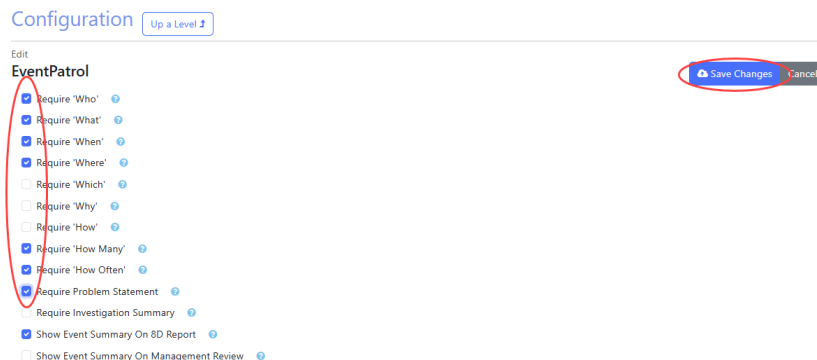 Configuration Up a Level
Edit
EventPatrol
Save Changes Cancel
Require 'Who'
Require 'What'
Require 'When'
Require 'Where'
Require 'Which'
Require 'Why'
Require 'How'
Require 'How Many'
Require 'How Often'
Require Problem Statement
Require Investigation Summary
Show Event Summary On 8D Report
Show Event Summary On Management Review